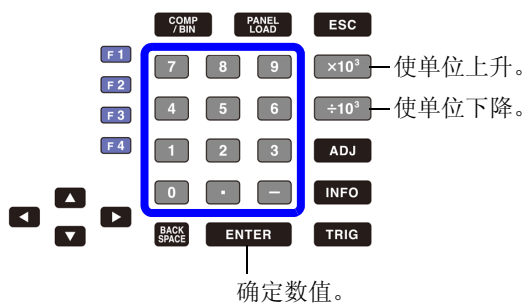 COMP / BIN PANEL LOAD ESC
F 1
7 8 9 ×10³ 使单位上升。
F 2
4 5 6 ÷10³ 使单位下降。
F 3
F 4
1 2 3 ADJ
0 . − INFO
BACK SPACE ENTER TRIG
确定数值。